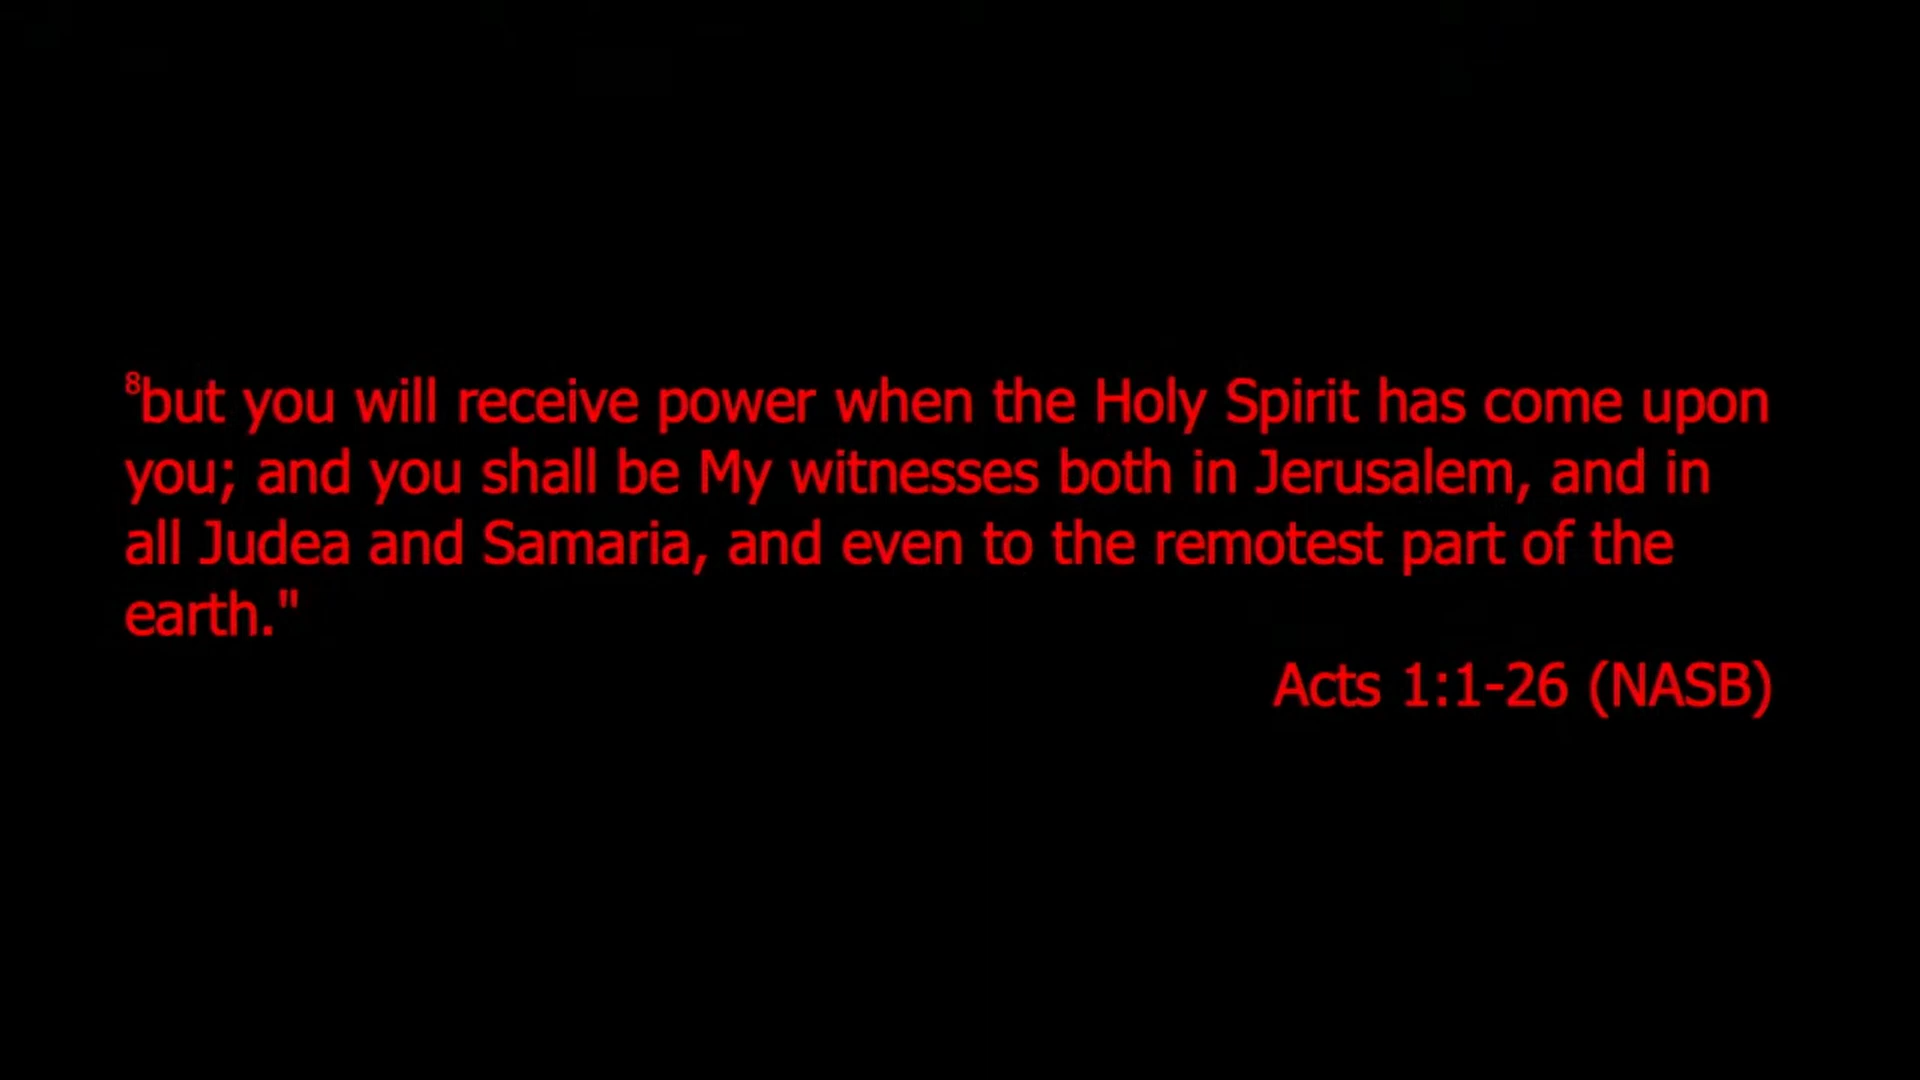 ⁸but you will receive power when the Holy Spirit has come upon
you; and you shall be My witnesses both in Jerusalem, and in
all Judea and Samaria, and even to the remotest part of the
earth."
Acts 1:1-26 (NASB)